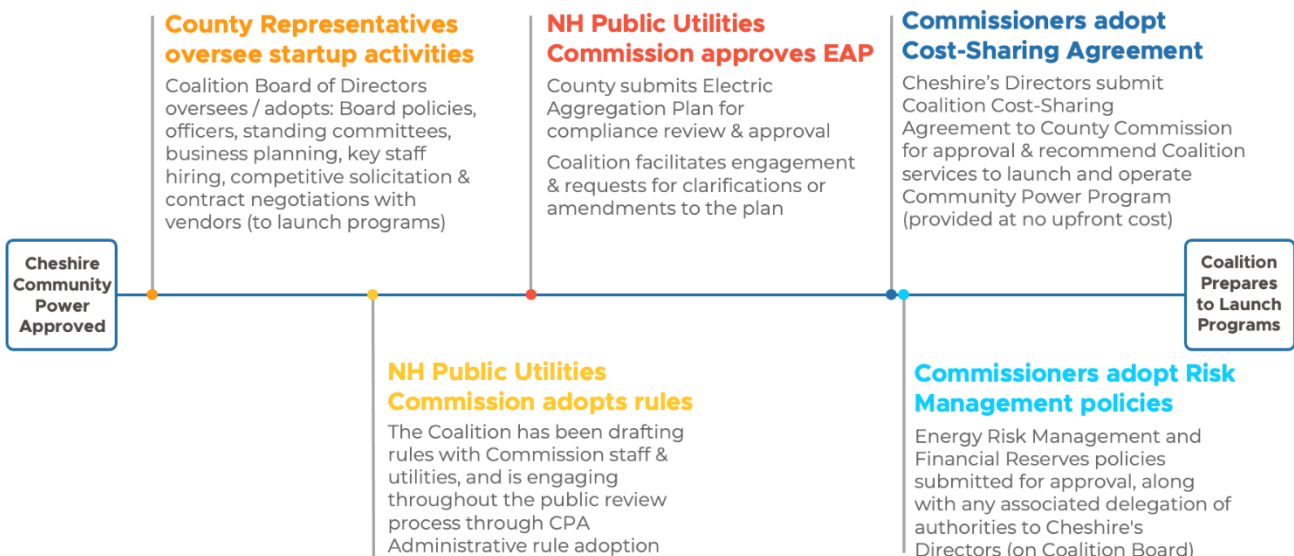 County Representatives
oversee startup activities
Coalition Board of Directors
oversees / adopts: Board policies,
officers, standing committees,
business planning, key staff
hiring, competitive solicitation &
contract negotiations with
vendors (to launch programs)
NH Public Utilities
Commission approves EAP
County submits Electric
Aggregation Plan for
compliance review & approval
Coalition facilitates engagement
& requests for clarifications or
amendments to the plan
Commissioners adopt
Cost-Sharing Agreement
Cheshire’s Directors submit
Coalition Cost-Sharing
Agreement to County Commission
for approval & recommend Coalition
services to launch and operate
Community Power Program
(provided at no upfront cost)
Cheshire
Community
Power
Approved
Coalition
Prepares
to Launch
Programs
NH Public Utilities
Commission adopts rules
The Coalition has been drafting
rules with Commission staff &
utilities, and is engaging
throughout the public review
process through CPA
Administrative rule adoption
Commissioners adopt Risk
Management policies
Energy Risk Management and
Financial Reserves policies
submitted for approval, along
with any associated delegation of
authorities to Cheshire's
Directors (on Coalition Board)